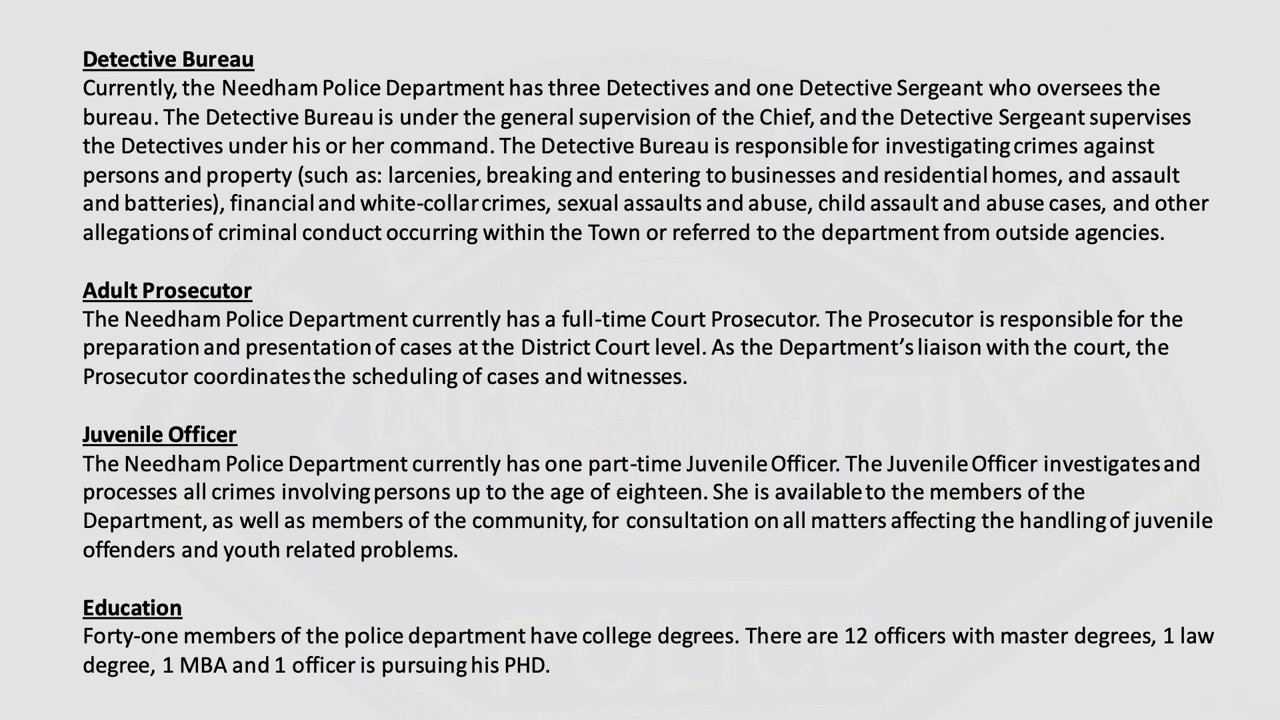 Detective Bureau
Currently, the Needham Police Department has three Detectives and one Detective Sergeant who oversees the
bureau. The Detective Bureau is under the general supervision of the Chief, and the Detective Sergeant supervises
the Detectives under his or her command. The Detective Bureau is responsible for investigating crimes against
persons and property (such as: larcenies, breaking and entering to businesses and residential homes, and assault
and batteries), financial and white-collar crimes, sexual assaults and abuse, child assault and abuse cases, and other
allegations of criminal conduct occurring within the Town or referred to the department from outside agencies.
Adult Prosecutor
The Needham Police Department currently has a full-time Court Prosecutor. The Prosecutor is responsible for the
preparation and presentation of cases at the District Court level. As the Department’s liaison with the court, the
Prosecutor coordinates the scheduling of cases and witnesses.
Juvenile Officer
The Needham Police Department currently has one part-time Juvenile Officer. The Juvenile Officer investigates and
processes all crimes involving persons up to the age of eighteen. She is available to the members of the
Department, as well as members of the community, for consultation on all matters affecting the handling of juvenile
offenders and youth related problems.
Education
Forty-one members of the police department have college degrees. There are 12 officers with master degrees, 1 law
degree, 1 MBA and 1 officer is pursuing his PHD.
POLICE